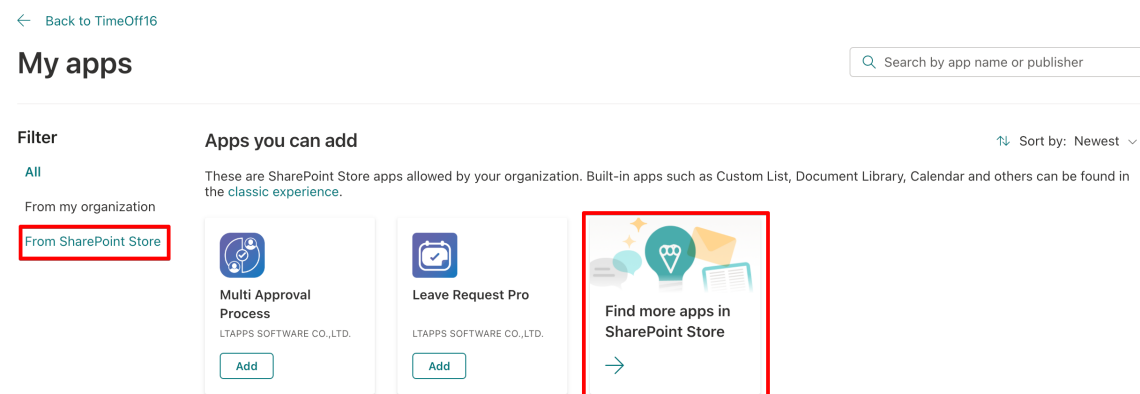 Back to TimeOff16
My apps
Search by app name or publisher
Filter
All
From my organization
From SharePoint Store
Apps you can add
Sort by: Newest
These are SharePoint Store apps allowed by your organization. Built-in apps such as Custom List, Document Library, Calendar and others can be found in
the classic experience.
Multi Approval
Process
LTAPPS SOFTWARE CO.,LTD.
Add
Leave Request Pro
LTAPPS SOFTWARE CO.,LTD.
Add
Find more apps in
SharePoint Store